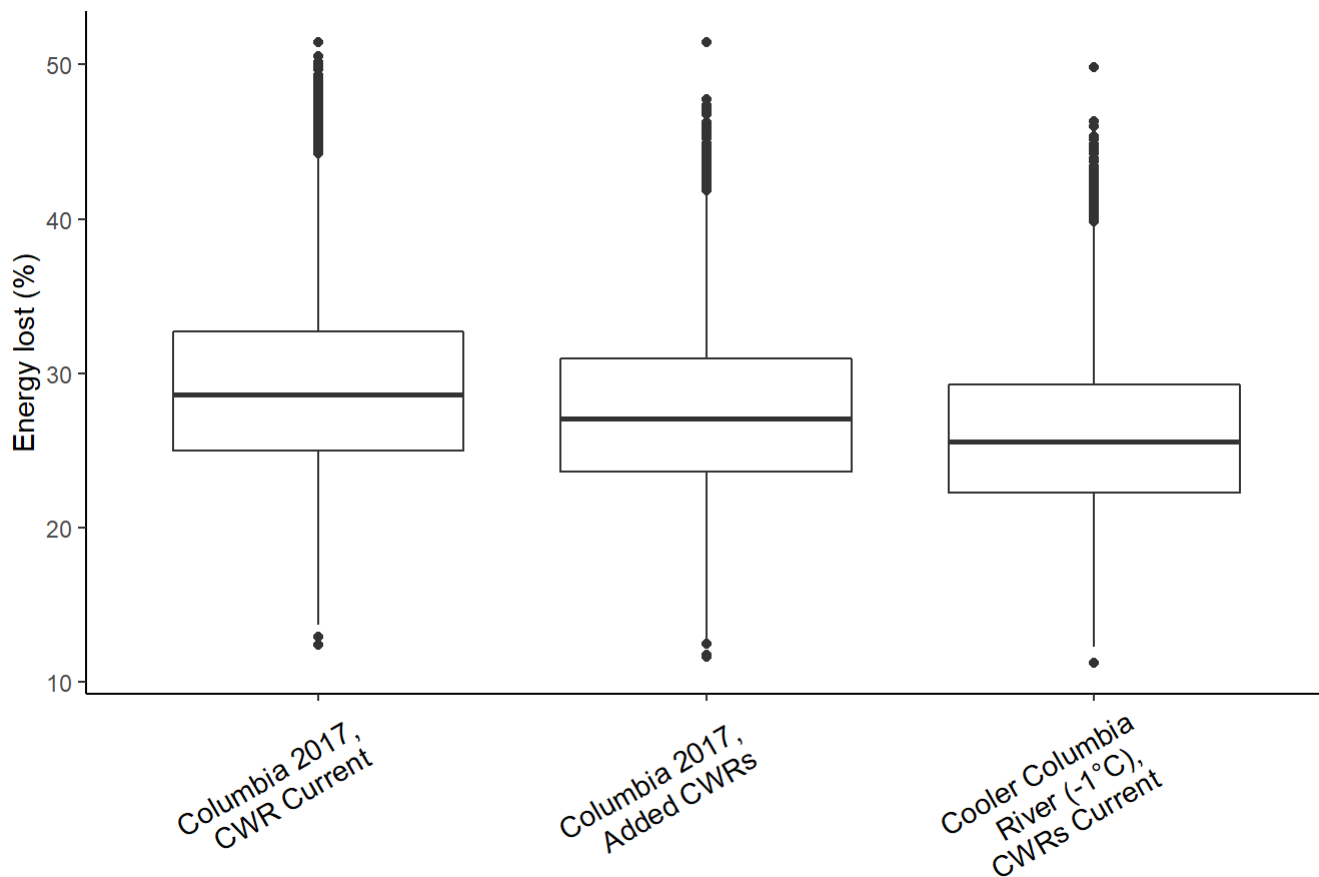 50
40
30
20
10
Energy lost (%)
Columbia 2017,
CWR Current
Columbia 2017,
Added CWRs
Cooler Columbia
River (-1°C),
CWRs Current